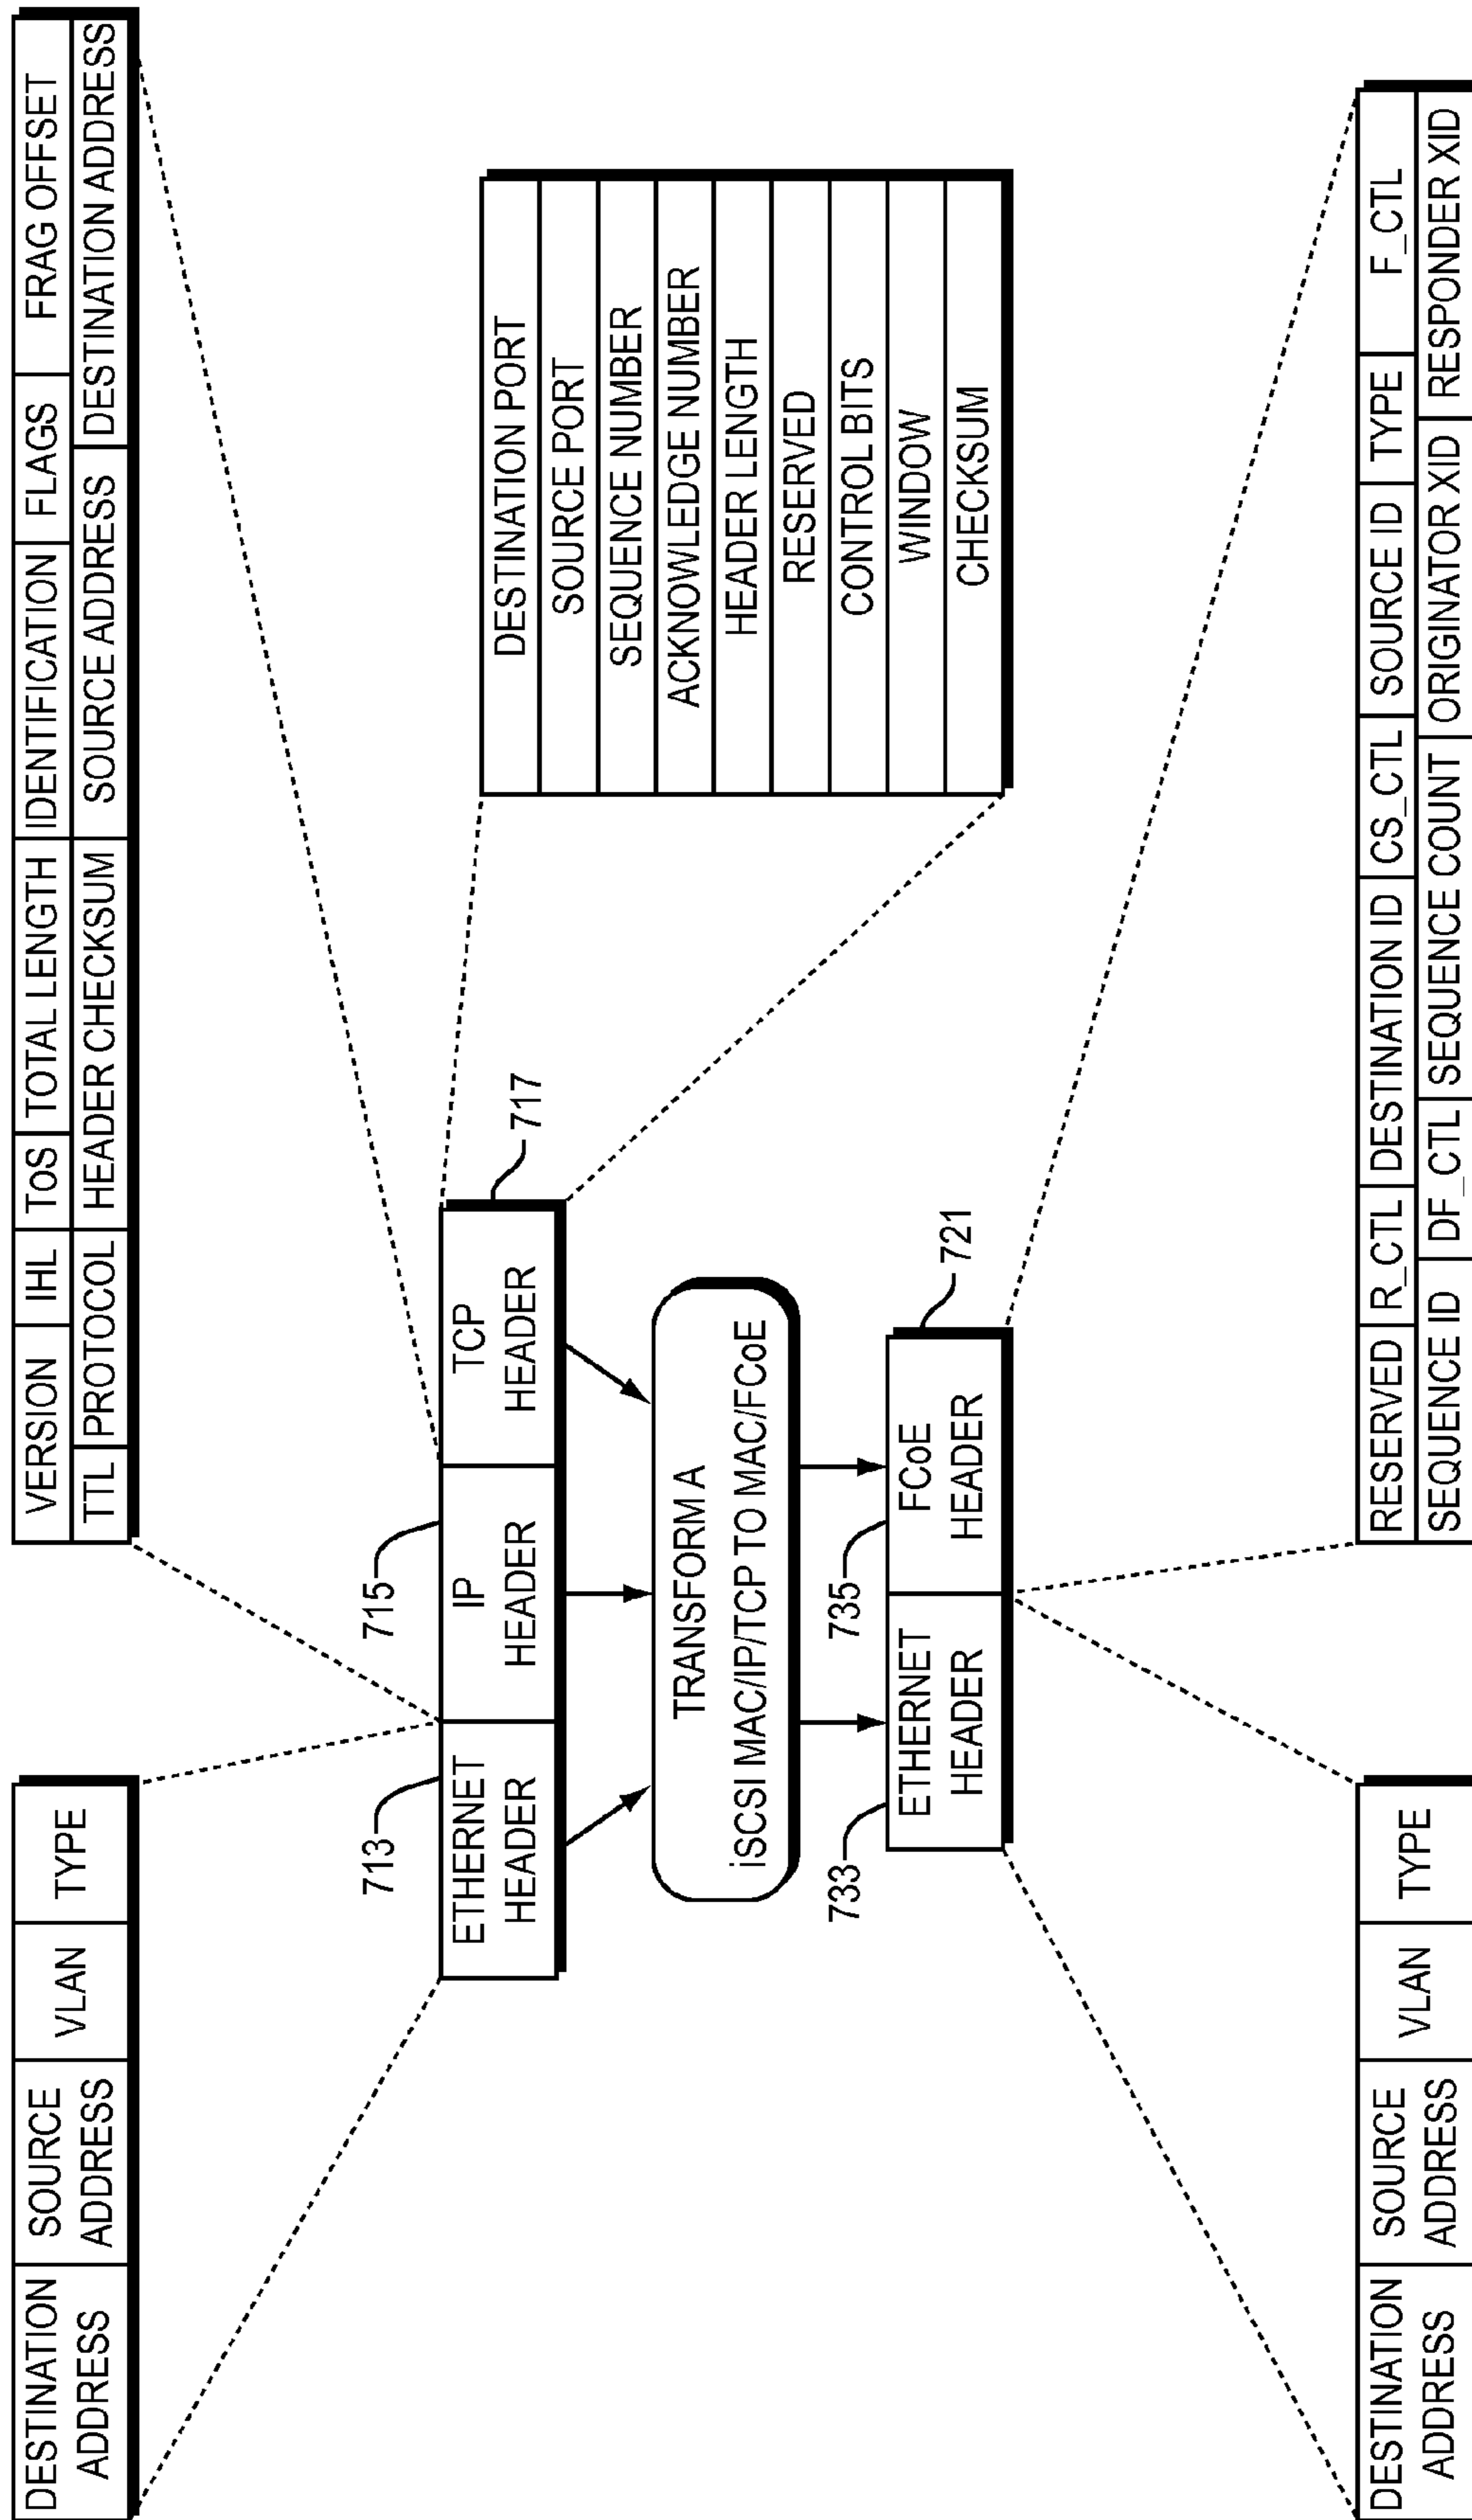 DESTINATION ADDRESS
SOURCE ADDRESS
VLAN
TYPE
VERSION
IHL
ToS
TOTAL LENGTH
IDENTIFICATION
FLAGS
FRAG OFFSET
TTL
PROTOCOL
HEADER CHECKSUM
SOURCE ADDRESS
DESTINATION ADDRESS
713
715
717
ETHERNET HEADER
IP HEADER
TCP HEADER
DESTINATION PORT
SOURCE PORT
SEQUENCE NUMBER
ACKNOWLEDGE NUMBER
HEADER LENGTH
RESERVED
CONTROL BITS
WINDOW
CHECKSUM
TRANSFORM A
iSCSI MAC/IP/TCP TO MAC/FCoE
733
735
721
ETHERNET HEADER
FCoE HEADER
DESTINATION ADDRESS
SOURCE ADDRESS
VLAN
TYPE
RESERVED
R_CTL
DESTINATION ID
CS_CTL
SOURCE ID
TYPE
F_CTL
SEQUENCE ID
DF_CTL
SEQUENCE COUNT
ORIGINATOR XID
RESPONDER XID